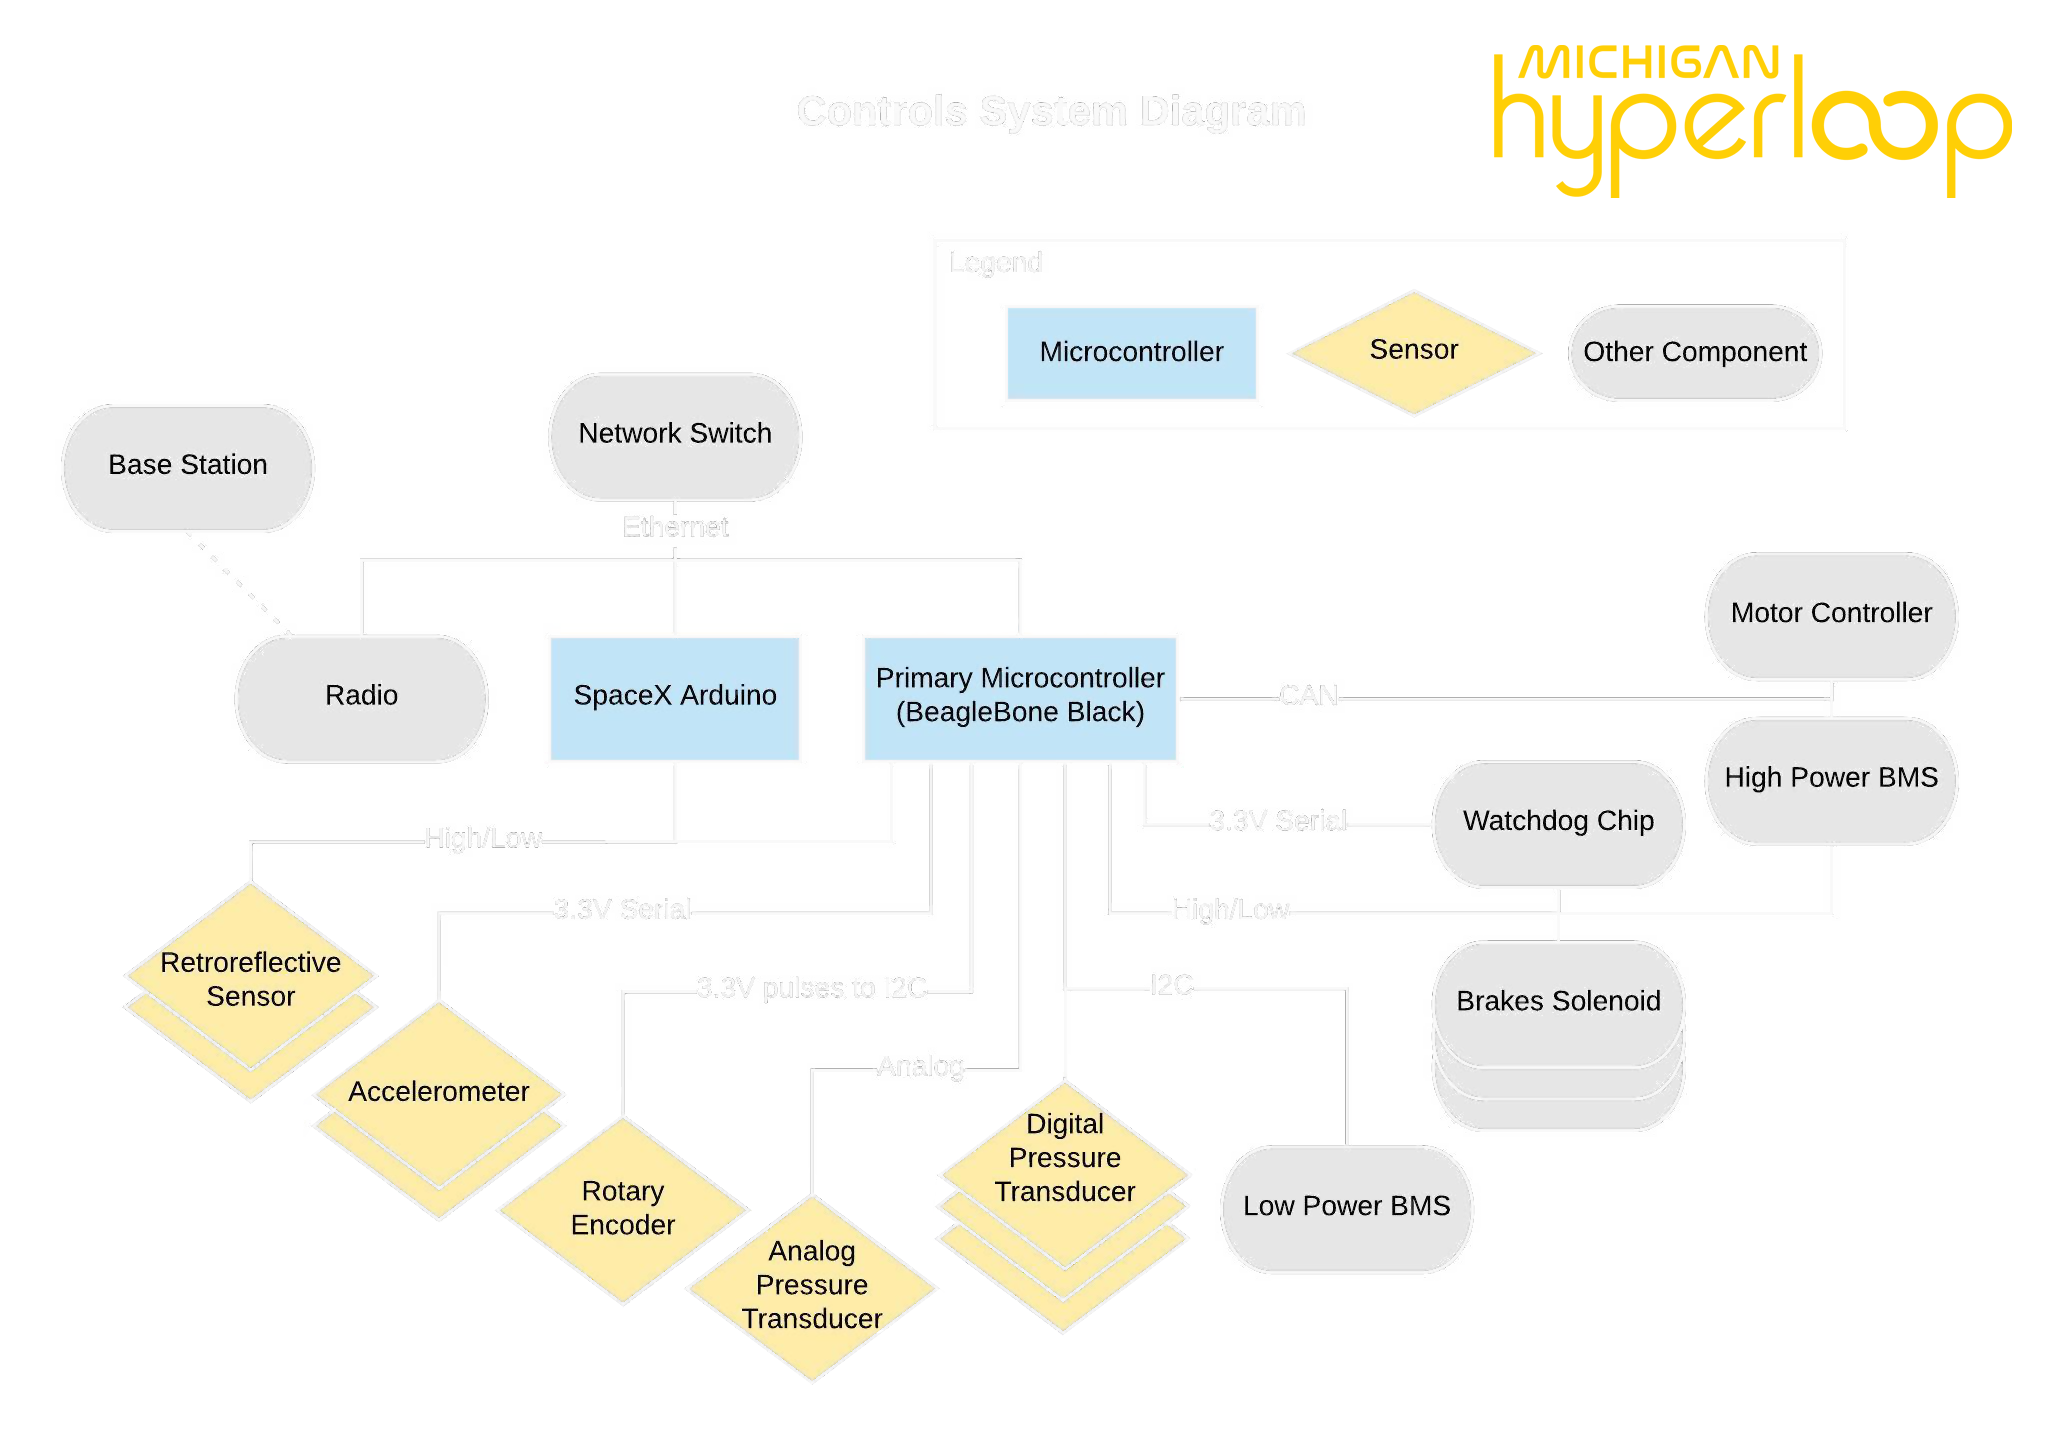 MICHIGAN
hyperloop
Controls System Diagram
Legend
Microcontroller
Sensor
Other Component
Network Switch
Base Station
Ethernet
Motor Controller
Radio
SpaceX Arduino
Primary Microcontroller
(BeagleBone Black)
CAN
High Power BMS
3.3V Serial
Watchdog Chip
High/Low
3.3V Serial
High/Low
Retroreflective
Sensor
3.3V pulses to I2C
I2C
Brakes Solenoid
Accelerometer
Analog
Digital
Pressure
Transducer
Rotary
Encoder
Low Power BMS
Analog
Pressure
Transducer